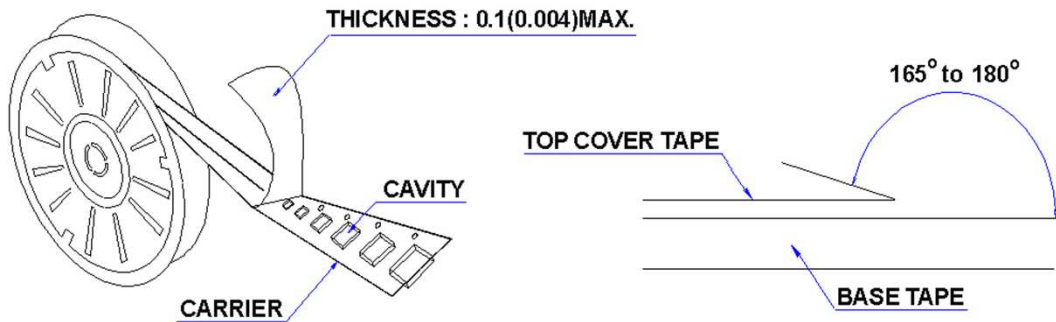 THICKNESS : 0.1(0.004)MAX.
165° to 180°
TOP COVER TAPE
CAVITY
CARRIER
BASE TAPE